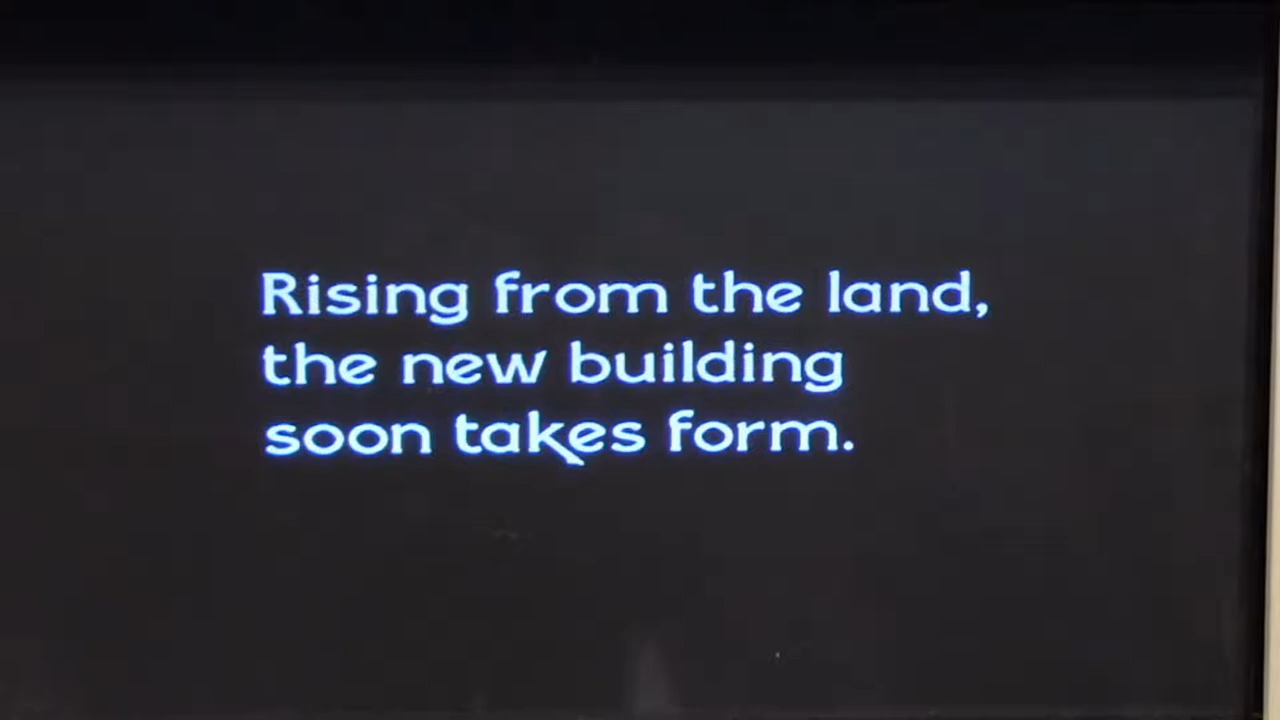 Rising from the land,
the new building
soon takes form.